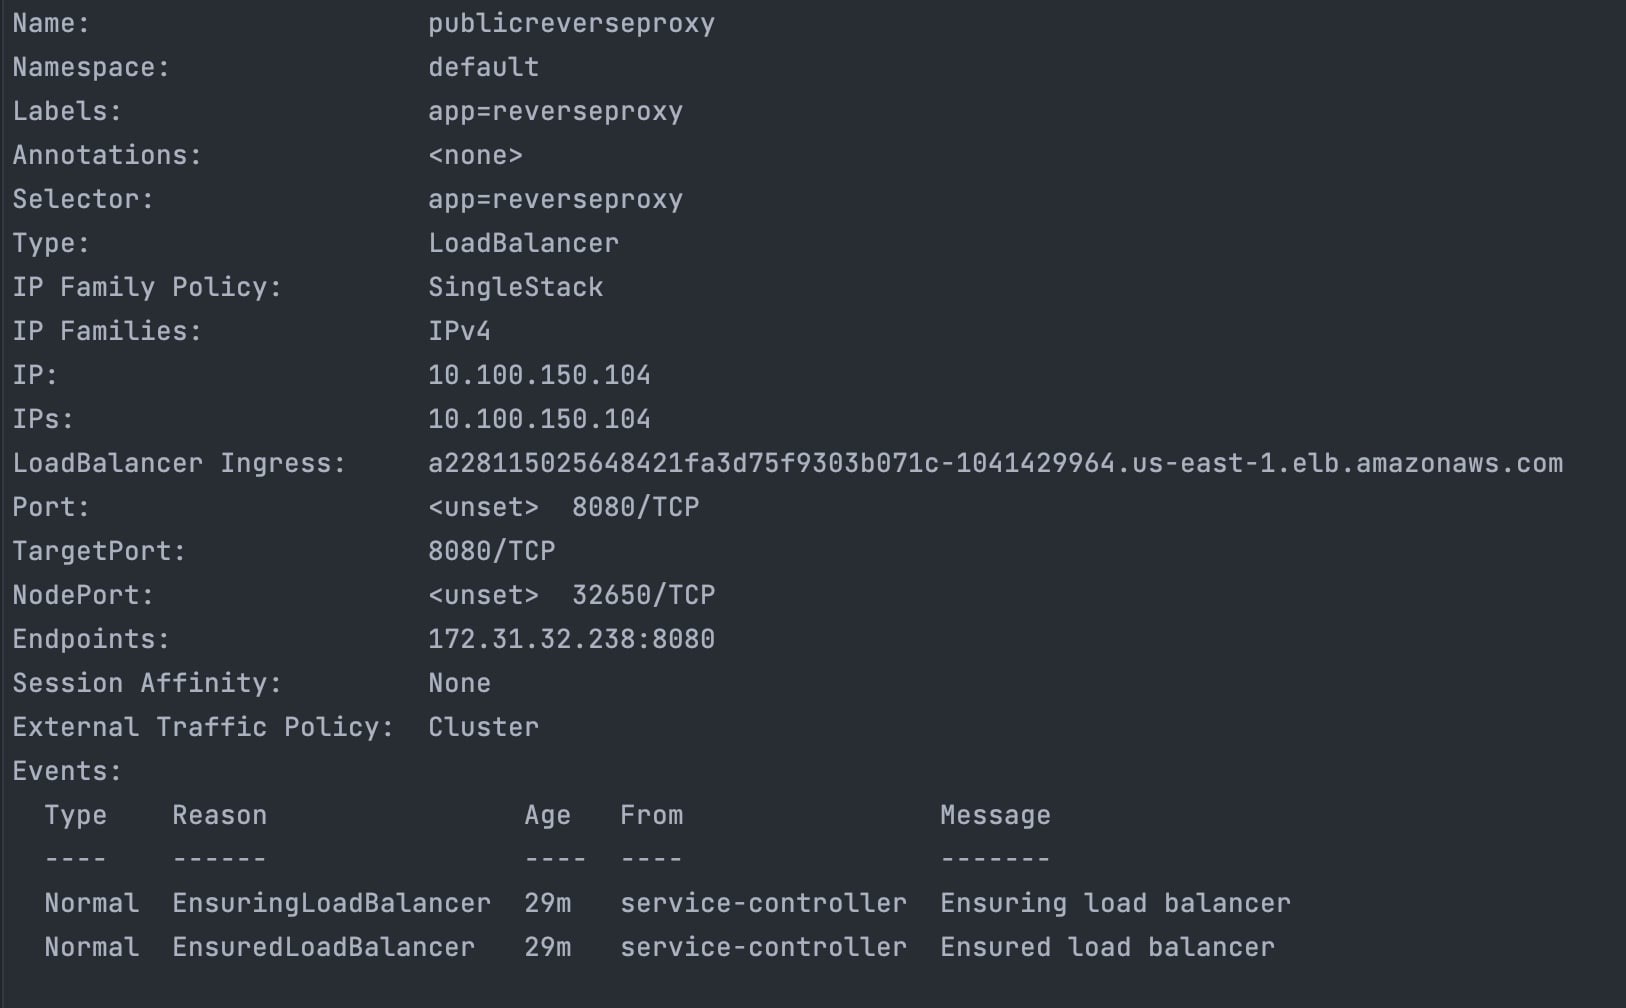 Name:                     publicreverseproxy
Namespace:                default
Labels:                   app=reverseproxy
Annotations:              <none>
Selector:                 app=reverseproxy
Type:                     LoadBalancer
IP Family Policy:         SingleStack
IP Families:              IPv4
IP:                       10.100.150.104
IPs:                      10.100.150.104
LoadBalancer Ingress:     a228115025648421fa3d75f9303b071c-1041429964.us-east-1.elb.amazonaws.com
Port:                     <unset>  8080/TCP
TargetPort:               8080/TCP
NodePort:                 <unset>  32650/TCP
Endpoints:                172.31.32.238:8080
Session Affinity:         None
External Traffic Policy:  Cluster
Events:
  Type    Reason                Age   From                Message
  ----    ------                ----  ----                -------
  Normal  EnsuringLoadBalancer  29m   service-controller  Ensuring load balancer
  Normal  EnsuredLoadBalancer   29m   service-controller  Ensured load balancer